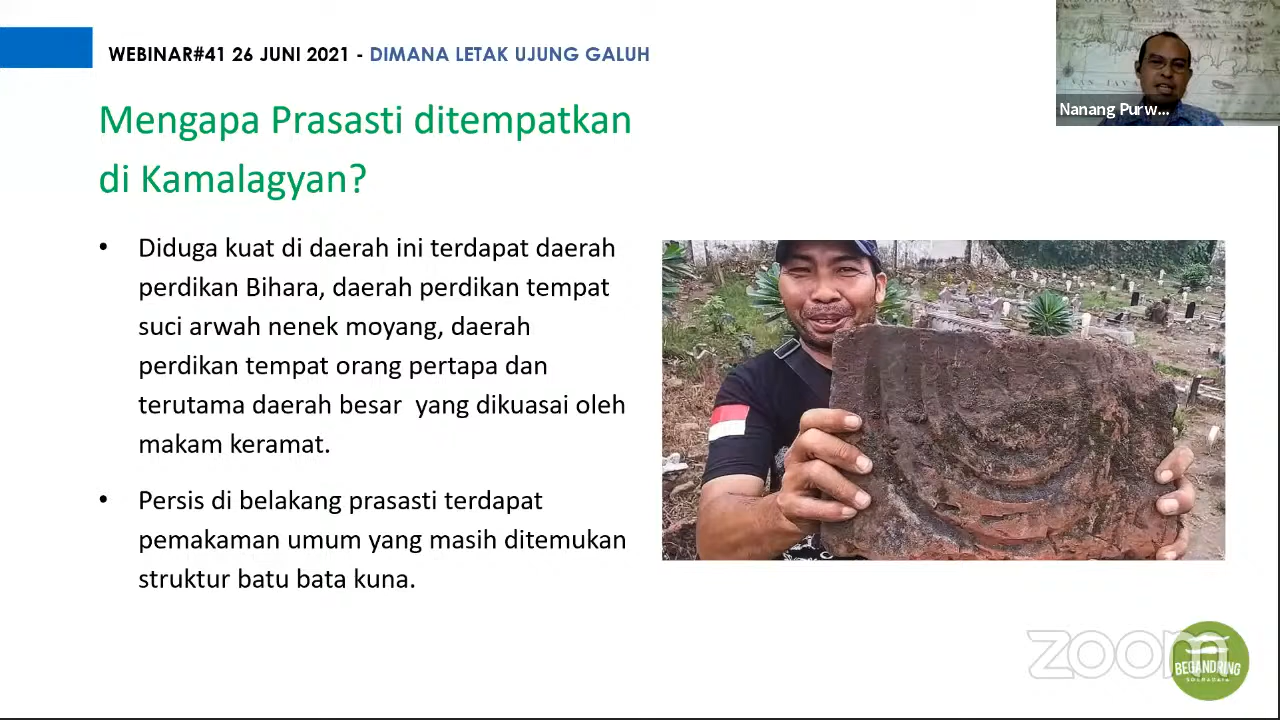 WEBINAR#41 26 JUNI 2021 - DIMANA LETAK UJUNG GALUH
Nanang Purw...
Mengapa Prasasti ditempatkan
di Kamalagyan?
• Diduga kuat di daerah ini terdapat daerah
perdikan Bihara, daerah perdikan tempat
suci arwah nenek moyang, daerah
perdikan tempat orang pertapa dan
terutama daerah besar  yang dikuasai oleh
makam keramat.
• Persis di belakang prasasti terdapat
pemakaman umum yang masih ditemukan
struktur batu bata kuna.
zoom
BEGANDRING
SOERABAIA